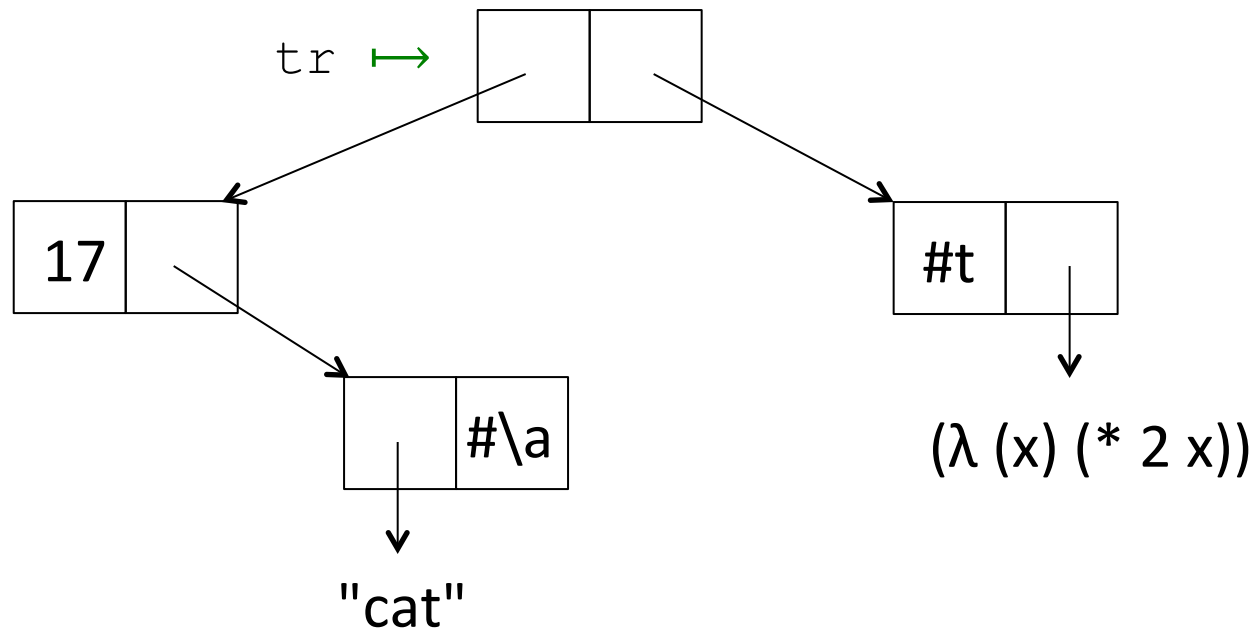 tr ↦
17
#t
#\a
(λ (x) (* 2 x))
"cat"